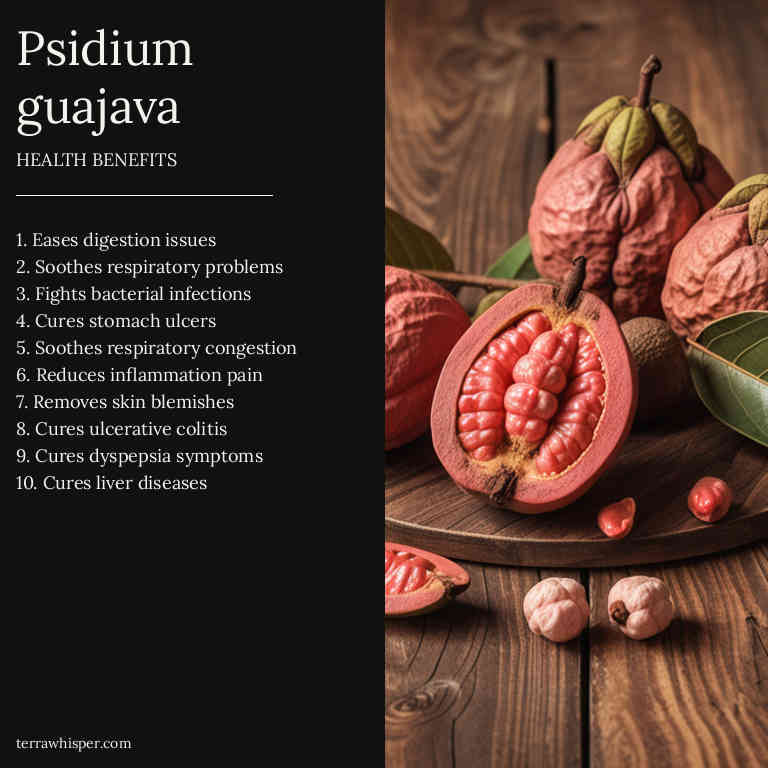 Psidium
guajava
HEALTH BENEFITS
1. Eases digestion issues
2. Soothes respiratory problems
3. Fights bacterial infections
4. Cures stomach ulcers
5. Soothes respiratory congestion
6. Reduces inflammation pain
7. Removes skin blemishes
8. Cures ulcerative colitis
9. Cures dyspepsia symptoms
10. Cures liver diseases
terrawhisper.com